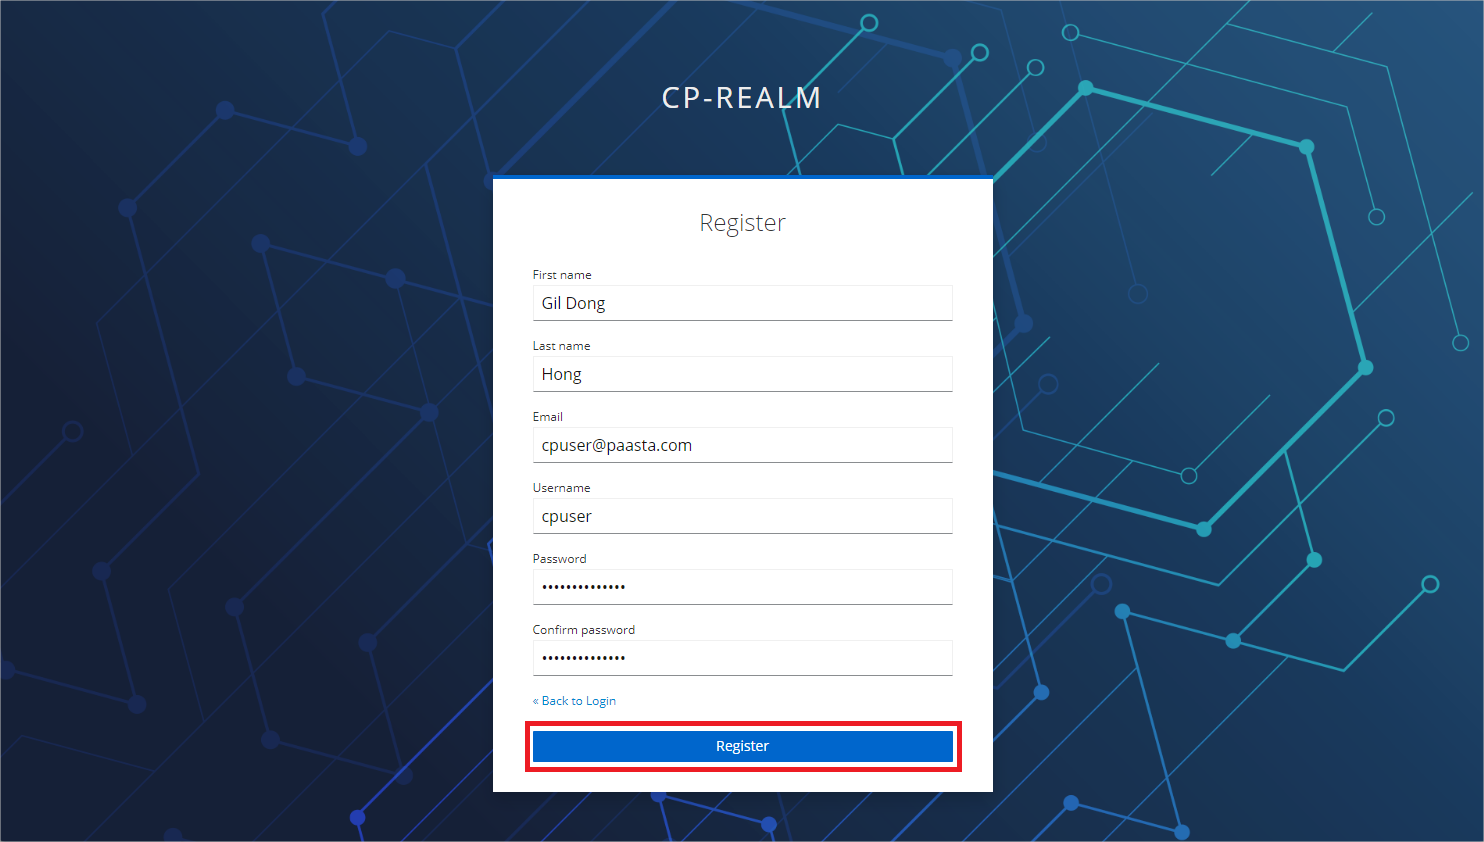 CP-REALM
Register
First name
Gil Dong
Last name
Hong
Email
cpuser@paasta.com
Username
cpuser
Password
••••••••••••••
Confirm password
••••••••••••••
« Back to Login
Register